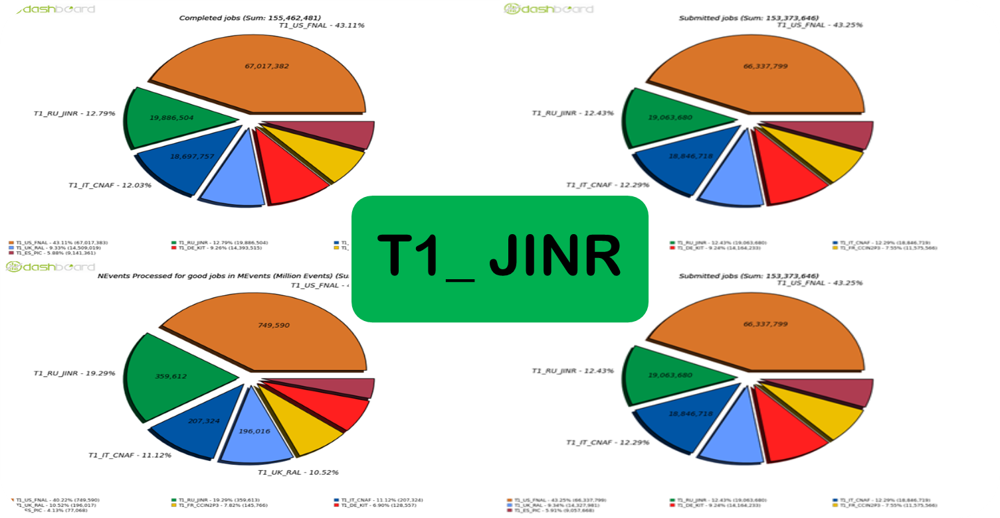 dashboard
Completed jobs (Sum: 155,462,481)
T1_US_FNAL - 43.11%
67,017,382
T1_RU_JINR - 12.79%
19,886,504
18,697,757
T1_IT_CNAF - 12.03%
T1_US_FNAL - 43.11% (67,017,383)
T1_RU_JINR - 12.79% (19,886,504)
T1_
T1_UK_RAL - 9.33% (14,509,019)
T1_DE_KIT - 9.26% (14,393,515)
T1_
T1_ES_PIC - 5.88% (9,141,361)
dashboard
Submitted jobs (Sum: 153,373,646)
T1_US_FNAL - 43.25%
66,337,799
T1_RU_JINR - 12.43%
19,063,680
18,846,718
T1_IT_CNAF - 12.29%
T1_RU_JINR - 12.43% (19,063,680)
T1_IT_CNAF - 12.29% (18,846,719)
T1_DE_KIT - 9.24% (14,164,233)
T1_FR_CCIN2P3 - 7.55% (11,575,566)
T1_ JINR
dashboard
NEvents Processed for good jobs in MEvents (Million Events) (Su
T1_US_FNAL -
749,590
T1_RU_JINR - 19.29%
359,612
207,324
196,016
T1_IT_CNAF - 11.12%
T1_UK_RAL - 10.52%
T1_US_FNAL - 40.22% (749,590)
T1_RU_JINR - 19.29% (359,613)
T1_IT_CNAF - 11.12% (207,324)
T1_UK_RAL - 10.52% (196,017)
T1_FR_CCIN2P3 - 7.82% (145,766)
T1_DE_KIT - 6.90% (128,557)
ES_PIC - 4.13% (77,068)
Submitted jobs (Sum: 153,373,646)
T1_US_FNAL - 43.25%
66,337,799
T1_RU_JINR - 12.43%
19,063,680
18,846,718
T1_IT_CNAF - 12.29%
T1_US_FNAL - 43.25% (66,337,799)
T1_RU_JINR - 12.43% (19,063,680)
T1_IT_CNAF - 12.29% (18,846,719)
T1_UK_RAL - 9.34% (14,327,981)
T1_DE_KIT - 9.24% (14,164,233)
T1_FR_CCIN2P3 - 7.55% (11,575,566)
T1_ES_PIC - 5.91% (9,057,668)